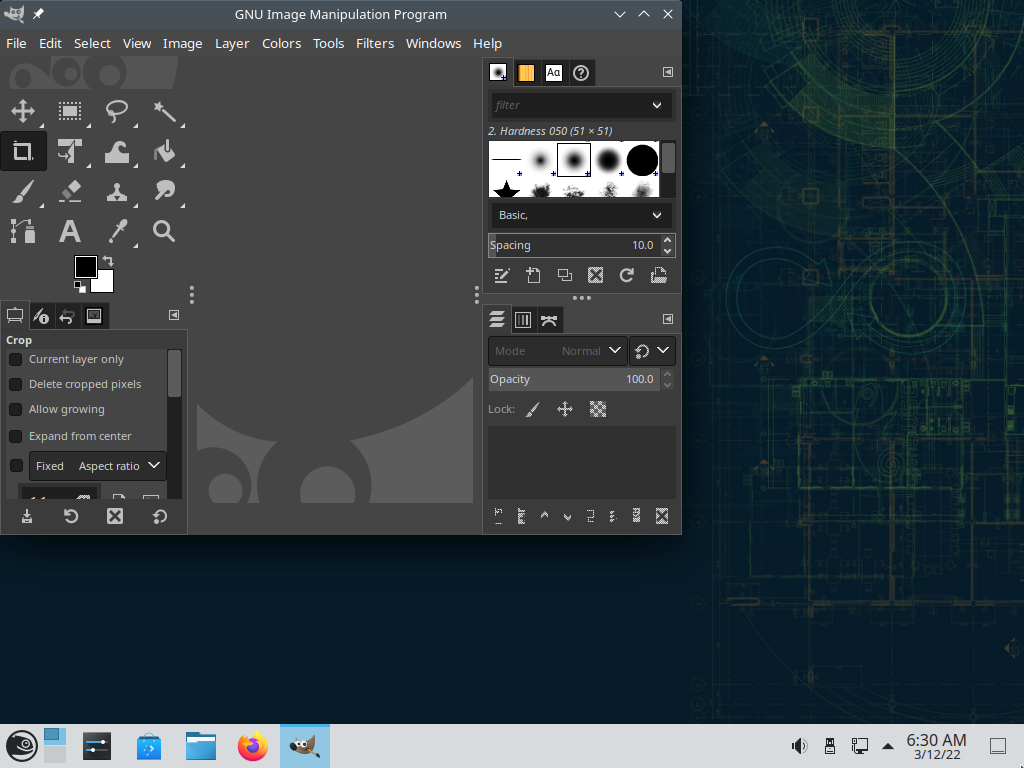 GNU Image Manipulation Program
File Edit Select View Image Layer Colors Tools Filters Windows Help
Aα
filter
2. Hardness 050 (51 × 51)
Basic,
Spacing 10.0
Crop
Current layer only
Delete cropped pixels
Allow growing
Expand from center
Fixed Aspect ratio
Mode Normal
Opacity 100.0
Lock:
6:30 AM
3/12/22